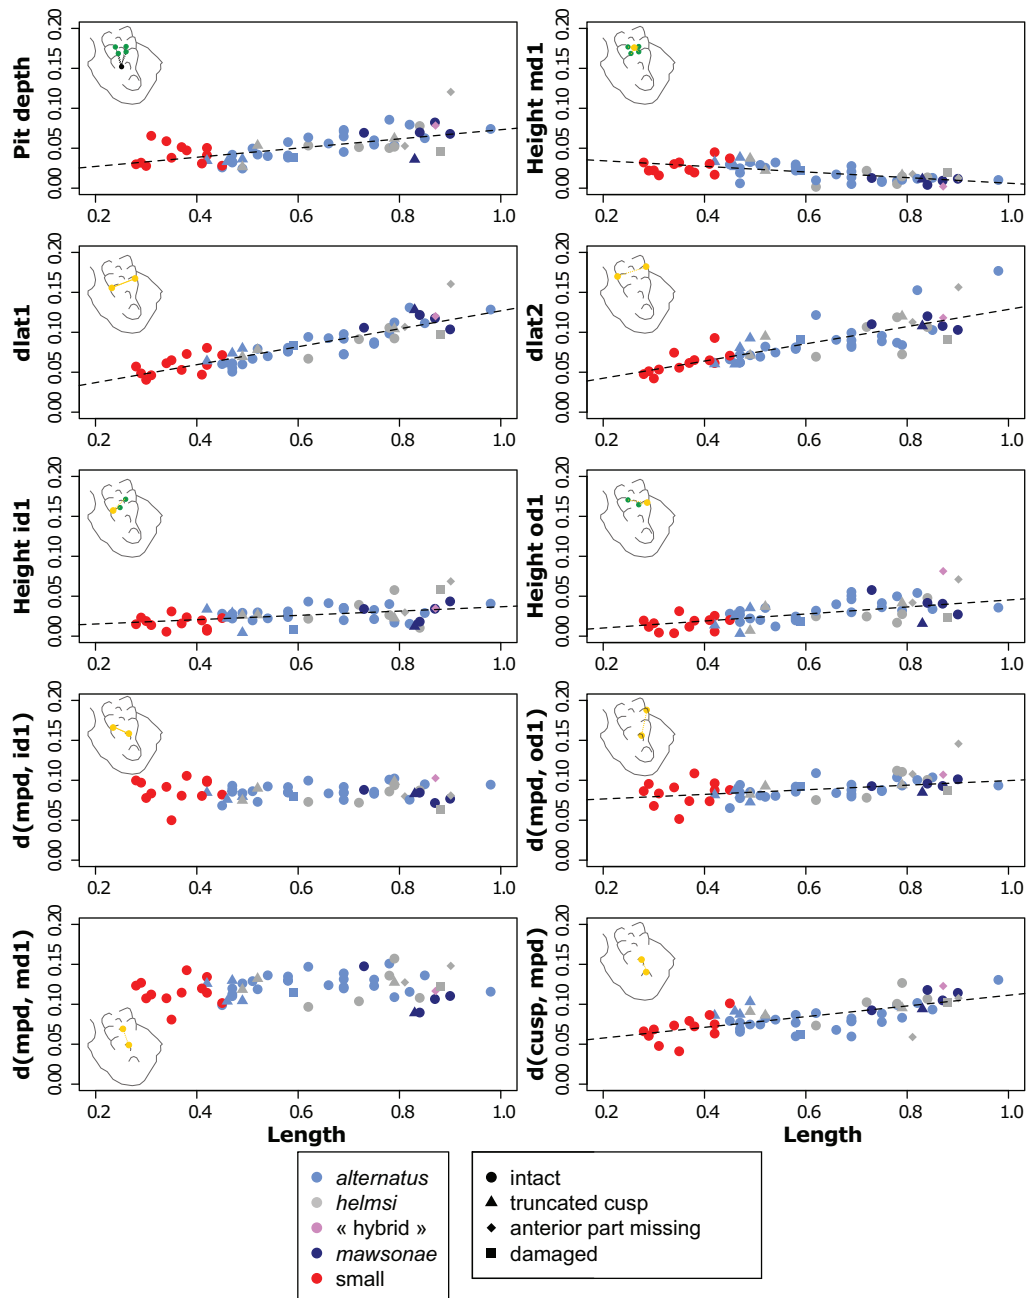 Pit depth
0.00 0.05 0.10 0.15 0.20
0.2 0.4 0.6 0.8 1.0
Height md1
0.00 0.05 0.10 0.15 0.20
0.2 0.4 0.6 0.8 1.0
dlat1
0.00 0.05 0.10 0.15 0.20
0.2 0.4 0.6 0.8 1.0
dlat2
0.00 0.05 0.10 0.15 0.20
0.2 0.4 0.6 0.8 1.0
Height id1
0.00 0.05 0.10 0.15 0.20
0.2 0.4 0.6 0.8 1.0
Height od1
0.00 0.05 0.10 0.15 0.20
0.2 0.4 0.6 0.8 1.0
d(mpd, id1)
0.00 0.05 0.10 0.15 0.20
0.2 0.4 0.6 0.8 1.0
d(mpd, od1)
0.00 0.05 0.10 0.15 0.20
0.2 0.4 0.6 0.8 1.0
d(mpd, md1)
0.00 0.05 0.10 0.15 0.20
0.2 0.4 0.6 0.8 1.0
Length
d(cusp, mpd)
0.00 0.05 0.10 0.15 0.20
0.2 0.4 0.6 0.8 1.0
Length
alternatus
helmsi
« hybrid »
mawsonae
small
intact
truncated cusp
anterior part missing
damaged